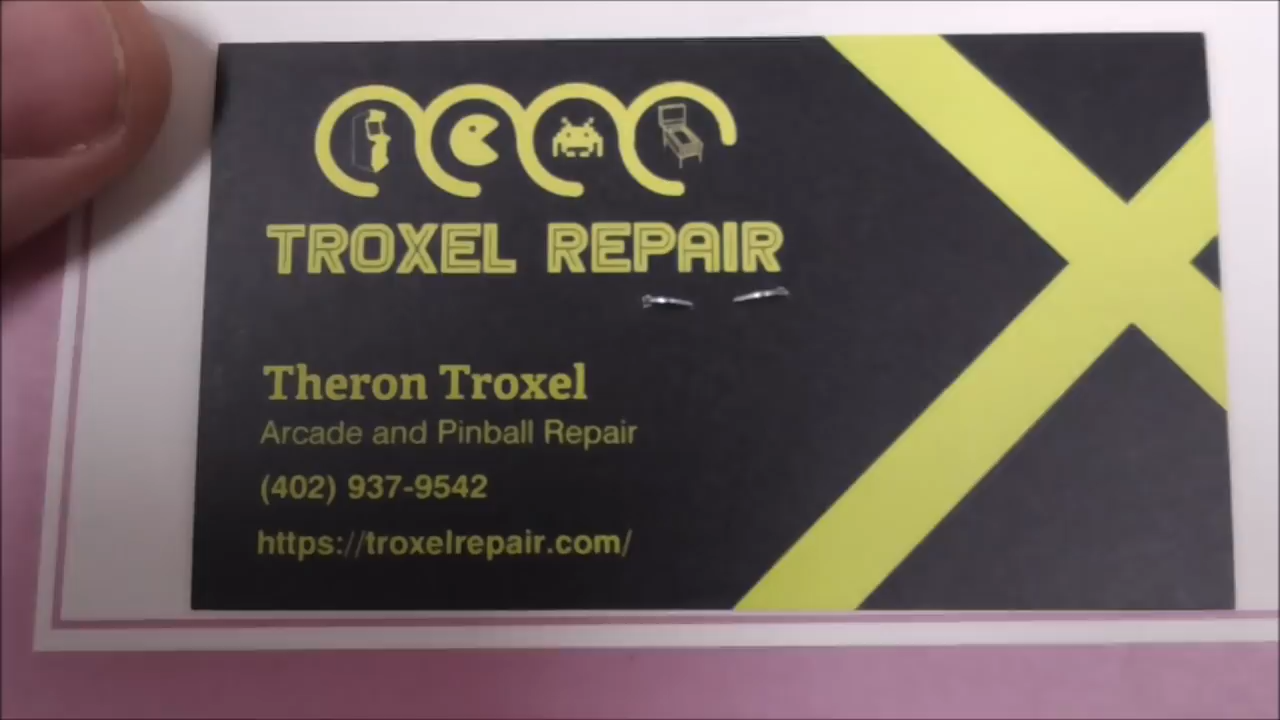 TROXEL REPAIR
Theron Troxel
Arcade and Pinball Repair
(402) 937-9542
https://troxelrepair.com/